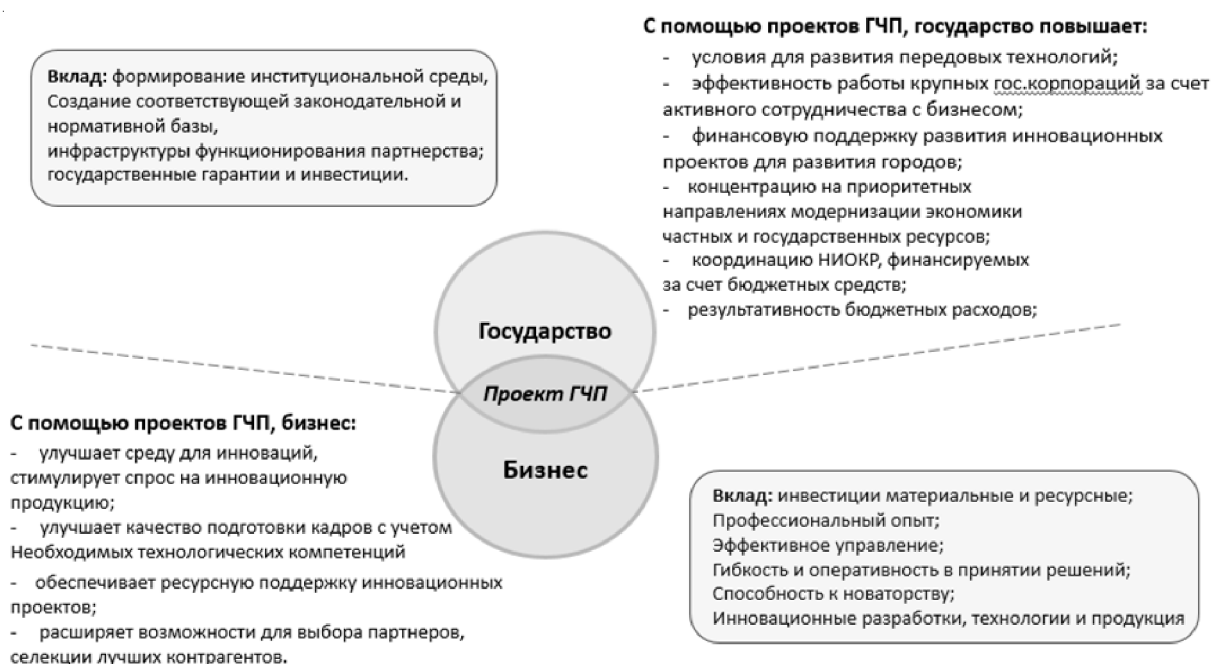 Вклад: формирование институциональной среды,
Создание соответствующей законодательной и
нормативной базы,
инфраструктуры функционирования партнерства;
государственные гарантии и инвестиции.
С помощью проектов ГЧП, государство повышает:
- условия для развития передовых технологий;
- эффективность работы крупных гос.корпораций за счет
активного сотрудничества с бизнесом;
- финансовую поддержку развития инновационных
проектов для развития городов;
- концентрацию на приоритетных
направлениях модернизации экономики
частных и государственных ресурсов;
- координацию НИОКР, финансируемых
за счет бюджетных средств;
- результативность бюджетных расходов;
Государство
Проект ГЧП
Бизнес
С помощью проектов ГЧП, бизнес:
- улучшает среду для инноваций,
стимулирует спрос на инновационную
продукцию;
- улучшает качество подготовки кадров с учетом
Необходимых технологических компетенций
- обеспечивает ресурсную поддержку инновационных
проектов;
- расширяет возможности для выбора партнеров,
селекции лучших контрагентов.
Вклад: инвестиции материальные и ресурсные;
Профессиональный опыт;
Эффективное управление;
Гибкость и оперативность в принятии решений;
Способность к новаторству;
Инновационные разработки, технологии и продукция